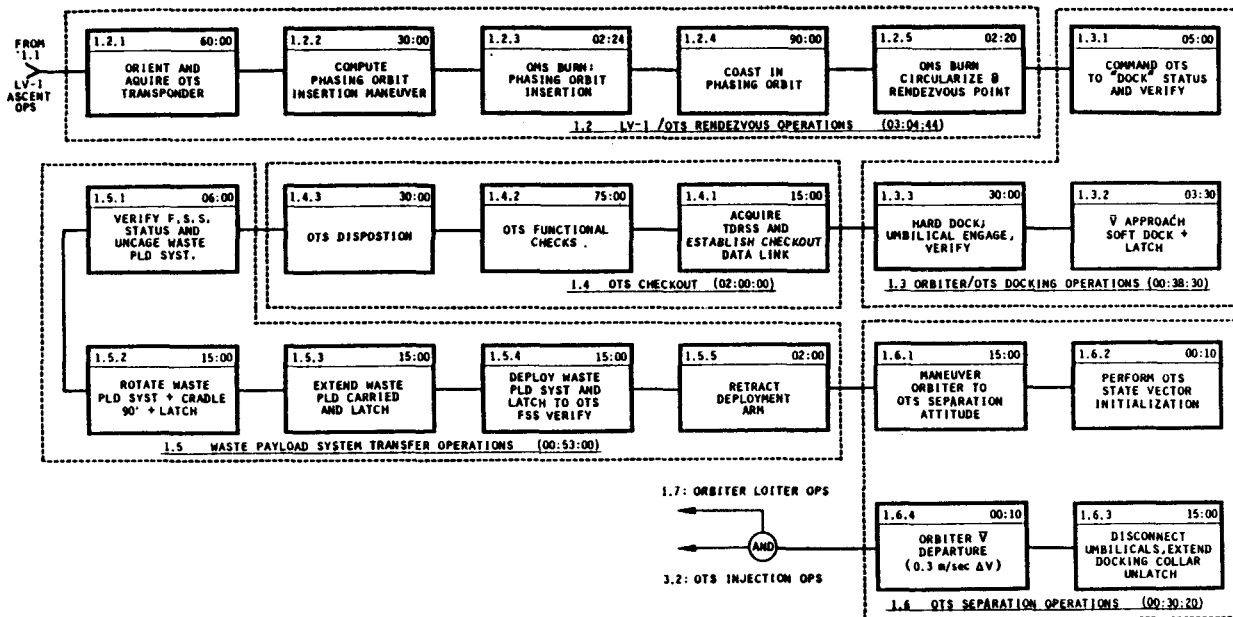 FROM
1.1
LV-1
ASCENT
OPS
1.2.1 60:00
ORIENT AND
AQUIRE OTS
TRANSPONDER
1.2.2 30:00
COMPUTE
PHASING ORBIT
INSERTION MANEUVER
1.2.3 02:24
OMS BURN:
PHASING ORBIT
INSERTION
1.2.4 90:00
COAST IN
PHASING ORBIT
1.2.5 02:20
OMS BURN
CIRCULARIZE @
RENDEZVOUS POINT
1.2 LV-1 /OTS RENDEZVOUS OPERATIONS (03:04:44)
1.3.1 05:00
COMMAND OTS
TO "DOCK" STATUS
AND VERIFY
1.5.1 06:00
VERIFY F.S.S.
STATUS AND
UNCAGE WASTE
PLD SYST.
1.4.3 30:00
OTS DISPOSTION
1.4.2 75:00
OTS FUNCTIONAL
CHECKS .
1.4.1 15:00
ACQUIRE
TDRSS AND
ESTABLISH CHECKOUT
DATA LINK
1.4 OTS CHECKOUT (02:00:00)
1.3.3 30:00
HARD DOCK;
UMBILICAL ENGAGE,
VERIFY
1.3.2 03:30
V̄ APPROACH
SOFT DOCK +
LATCH
1.3 ORBITER/OTS DOCKING OPERATIONS (00:38:30)
1.5.2 15:00
ROTATE WASTE
PLD SYST + CRADLE
90' + LATCH
1.5.3 15:00
EXTEND WASTE
PLD CARRIED
AND LATCH
1.5.4 15:00
DEPLOY WASTE
PLD SYST AND
LATCH TO OTS
FSS VERIFY
1.5.5 02:00
RETRACT
DEPLOYMENT
ARM
1.5 WASTE PAYLOAD SYSTEM TRANSFER OPERATIONS (00:53:00)
1.6.1 15:00
MANEUVER
ORBITER TO
OTS SEPARATION
ATTITUDE
1.6.2 00:10
PERFORM OTS
STATE VECTOR
INITIALIZATION
1.7: ORBITER LOITER OPS
AND
3.2: OTS INJECTION OPS
1.6.4 00:10
ORBITER V̄
DEPARTURE
(0.3 m/sec ΔV)
1.6.3 15:00
DISCONNECT
UMBILICALS,EXTEND
DOCKING COLLAR
UNLATCH
1.6 OTS SEPARATION OPERATIONS (00:30:20)